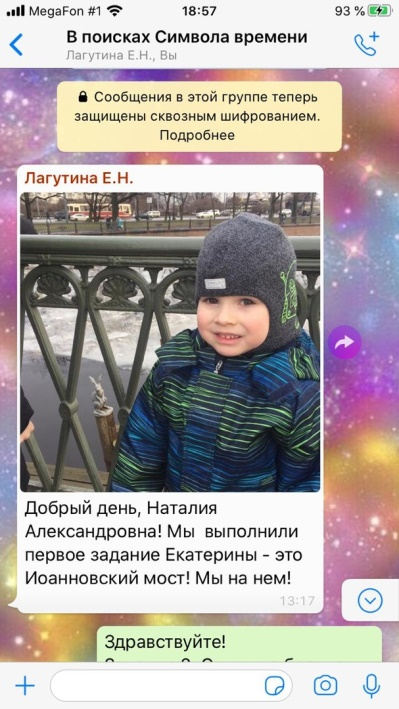 MegaFon #1 18:57 93 %
В поисках Символа времени
Лагутина Е.Н., Вы
Сообщения в этой группе теперь
защищены сквозным шифрованием.
Подробнее
Лагутина Е.Н.
Добрый день, Наталия
Александровна! Мы выполнили
первое задание Екатерины - это
Иоанновский мост! Мы на нем!
13:17
Здравствуйте!